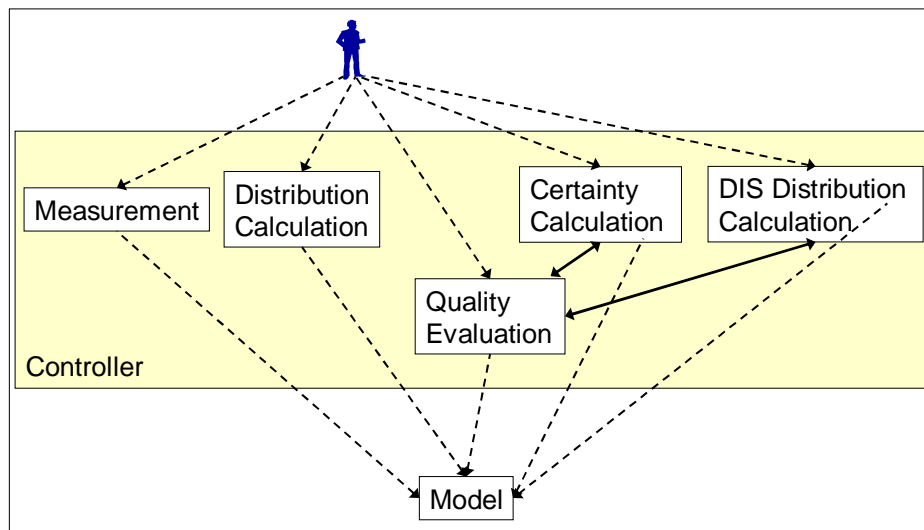 Measurement
Distribution
Calculation
Certainty
Calculation
DIS Distribution
Calculation
Quality
Evaluation
Controller
Model